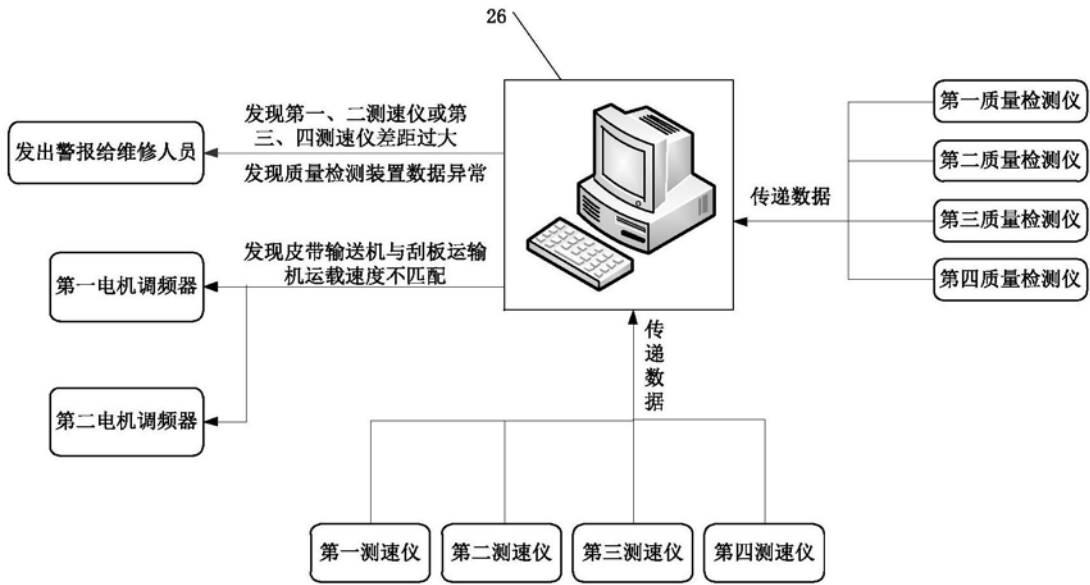 26
发现第一、二测速仪或第
三、四测速仪差距过大
发出警报给维修人员
发现质量检测装置数据异常
发现皮带输送机与刮板运输
机运载速度不匹配
第一电机调频器
第二电机调频器
传递数据
第一质量检测仪
第二质量检测仪
第三质量检测仪
第四质量检测仪
传
递
数
据
第一测速仪
第二测速仪
第三测速仪
第四测速仪